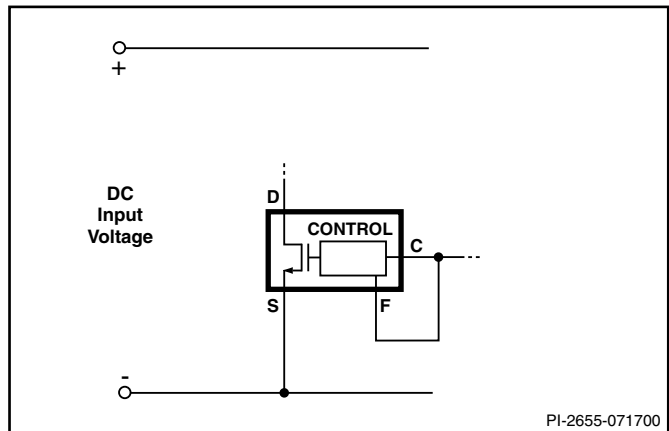 +
DC
Input
Voltage
D
CONTROL
C
S
F
-
PI-2655-071700